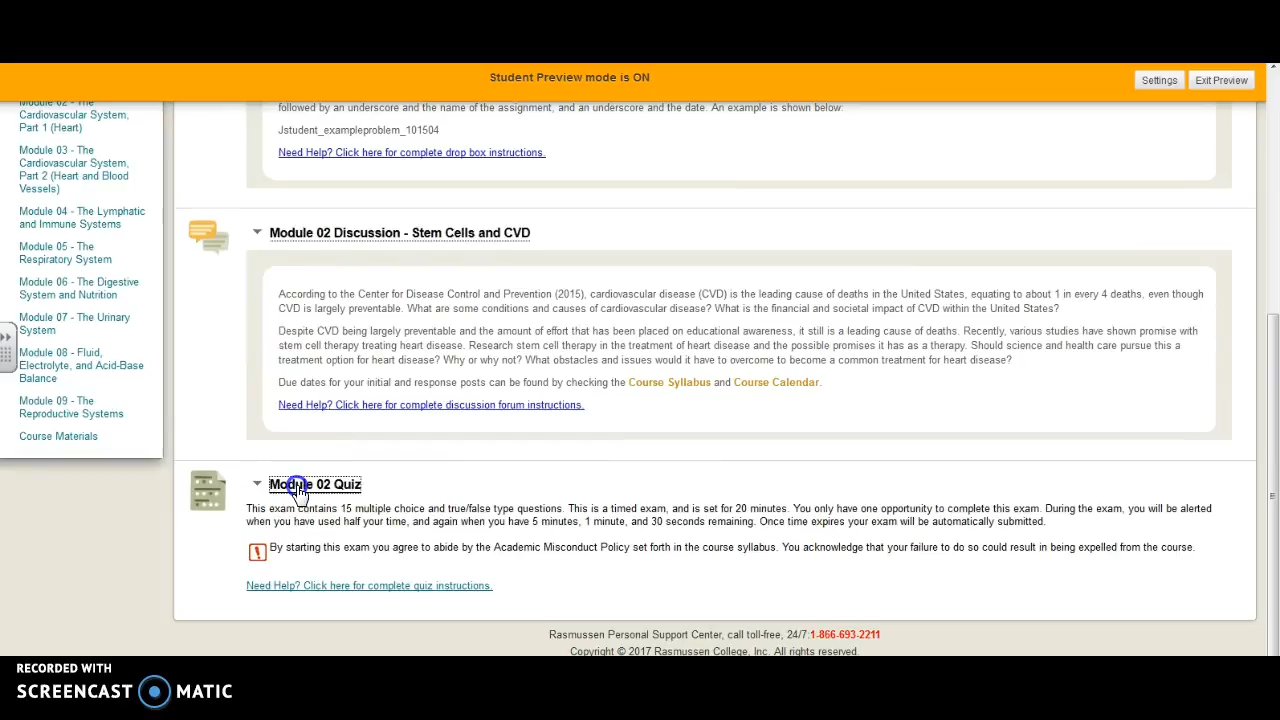 Student Preview mode is ON
Settings
Exit Preview
Module 02 - The
Cardiovascular System,
Part 1 (Heart)
Module 03 - The
Cardiovascular System,
Part 2 (Heart and Blood
Vessels)
Module 04 - The Lymphatic
and Immune Systems
Module 05 - The
Respiratory System
Module 06 - The Digestive
System and Nutrition
Module 07 - The Urinary
System
Module 08 - Fluid,
Electrolyte, and Acid-Base
Balance
Module 09 - The
Reproductive Systems
Course Materials
followed by an underscore and the name of the assignment, and an underscore and the date. An example is shown below:
Jstudent_exampleproblem_101504
Need Help? Click here for complete drop box instructions.
Module 02 Discussion - Stem Cells and CVD
According to the Center for Disease Control and Prevention (2015), cardiovascular disease (CVD) is the leading cause of deaths in the United States, equating to about 1 in every 4 deaths, even though
CVD is largely preventable. What are some conditions and causes of cardiovascular disease? What is the financial and societal impact of CVD within the United States?
Despite CVD being largely preventable and the amount of effort that has been placed on educational awareness, it still is a leading cause of deaths. Recently, various studies have shown promise with
stem cell therapy treating heart disease. Research stem cell therapy in the treatment of heart disease and the possible promises it has as a therapy. Should science and health care pursue this a
treatment option for heart disease? Why or why not? What obstacles and issues would it have to overcome to become a common treatment for heart disease?
Due dates for your initial and response posts can be found by checking the Course Syllabus and Course Calendar.
Need Help? Click here for complete discussion forum instructions.
Module 02 Quiz
This exam contains 15 multiple choice and true/false type questions. This is a timed exam, and is set for 20 minutes. You only have one opportunity to complete this exam. During the exam, you will be alerted
when you have used half your time, and again when you have 5 minutes, 1 minute, and 30 seconds remaining. Once time expires your exam will be automatically submitted.
By starting this exam you agree to abide by the Academic Misconduct Policy set forth in the course syllabus. You acknowledge that your failure to do so could result in being expelled from the course.
Need Help? Click here for complete quiz instructions.
Rasmussen Personal Support Center, call toll-free, 24/7:1-866-693-2211
Copyright © 2017 Rasmussen College, Inc. All rights reserved.
RECORDED WITH
SCREENCAST MATIC